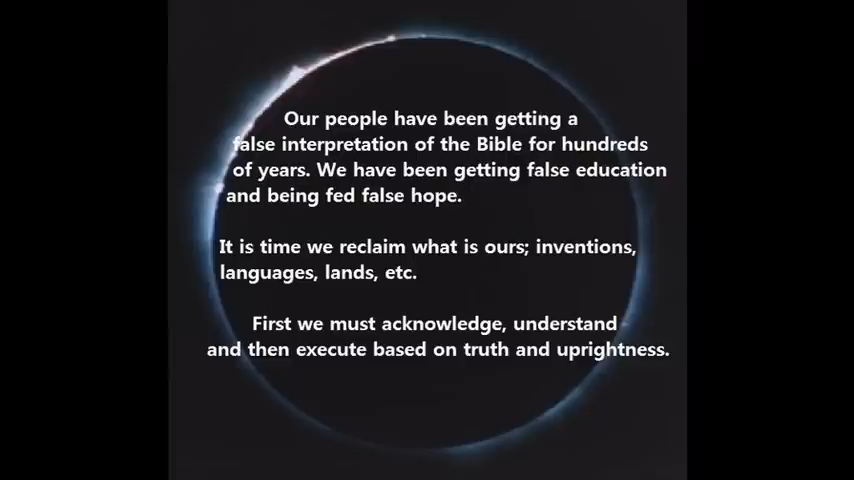 Our people have been getting a
false interpretation of the Bible for hundreds
of years. We have been getting false education
and being fed false hope.
It is time we reclaim what is ours; inventions,
languages, lands, etc.
First we must acknowledge, understand
and then execute based on truth and uprightness.